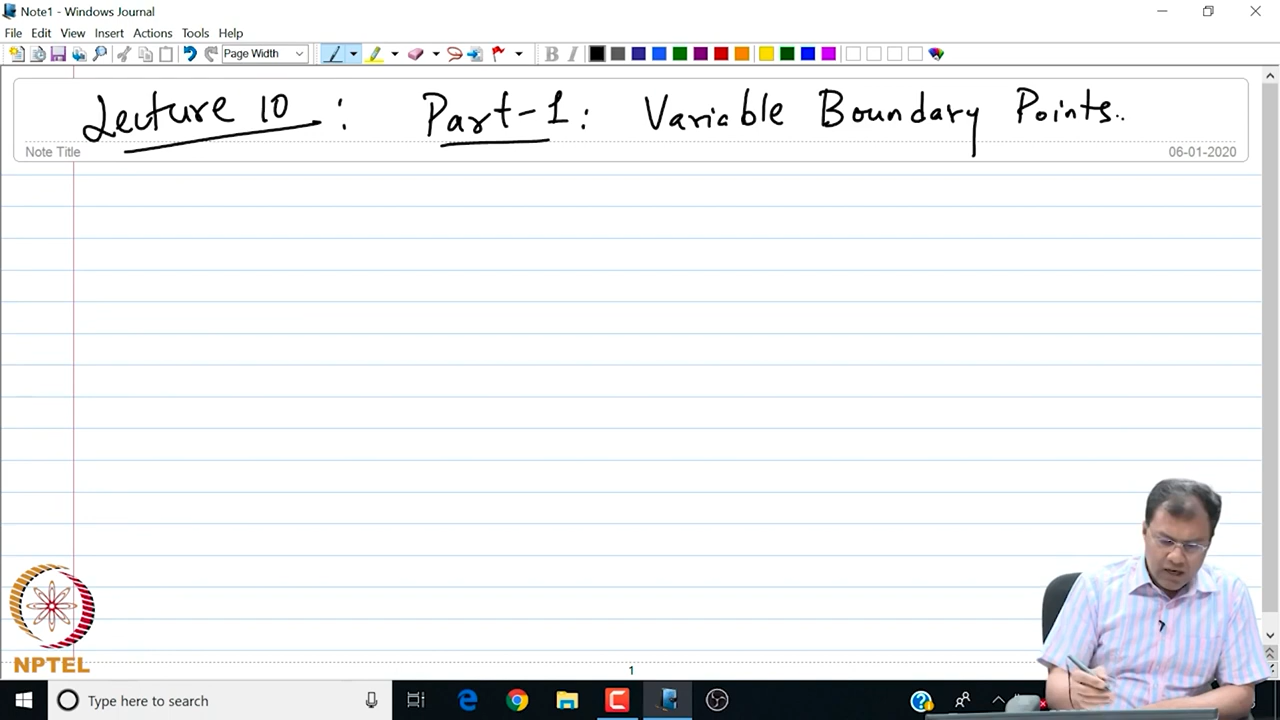 Note1 - Windows Journal
File Edit View Insert Actions Tools Help
Page Width B I
Lecture 10 : Part-1 : Variable Boundary Points..
Note Title 06-01-2020
NPTEL
1
Type here to search